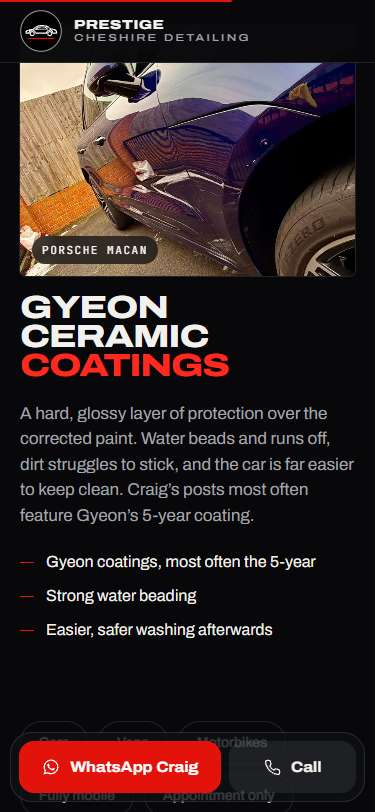 PRESTIGE
CHESHIRE DETAILING
PORSCHE MACAN
GYEON
CERAMIC
COATINGS
A hard, glossy layer of protection over the
corrected paint. Water beads and runs off,
dirt struggles to stick, and the car is far easier
to keep clean. Craig's posts most often
feature Gyeon's 5-year coating.
— Gyeon coatings, most often the 5-year
— Strong water beading
— Easier, safer washing afterwards
Motorbikes
WhatsApp Craig
Call
Fully mobile
Appointment only